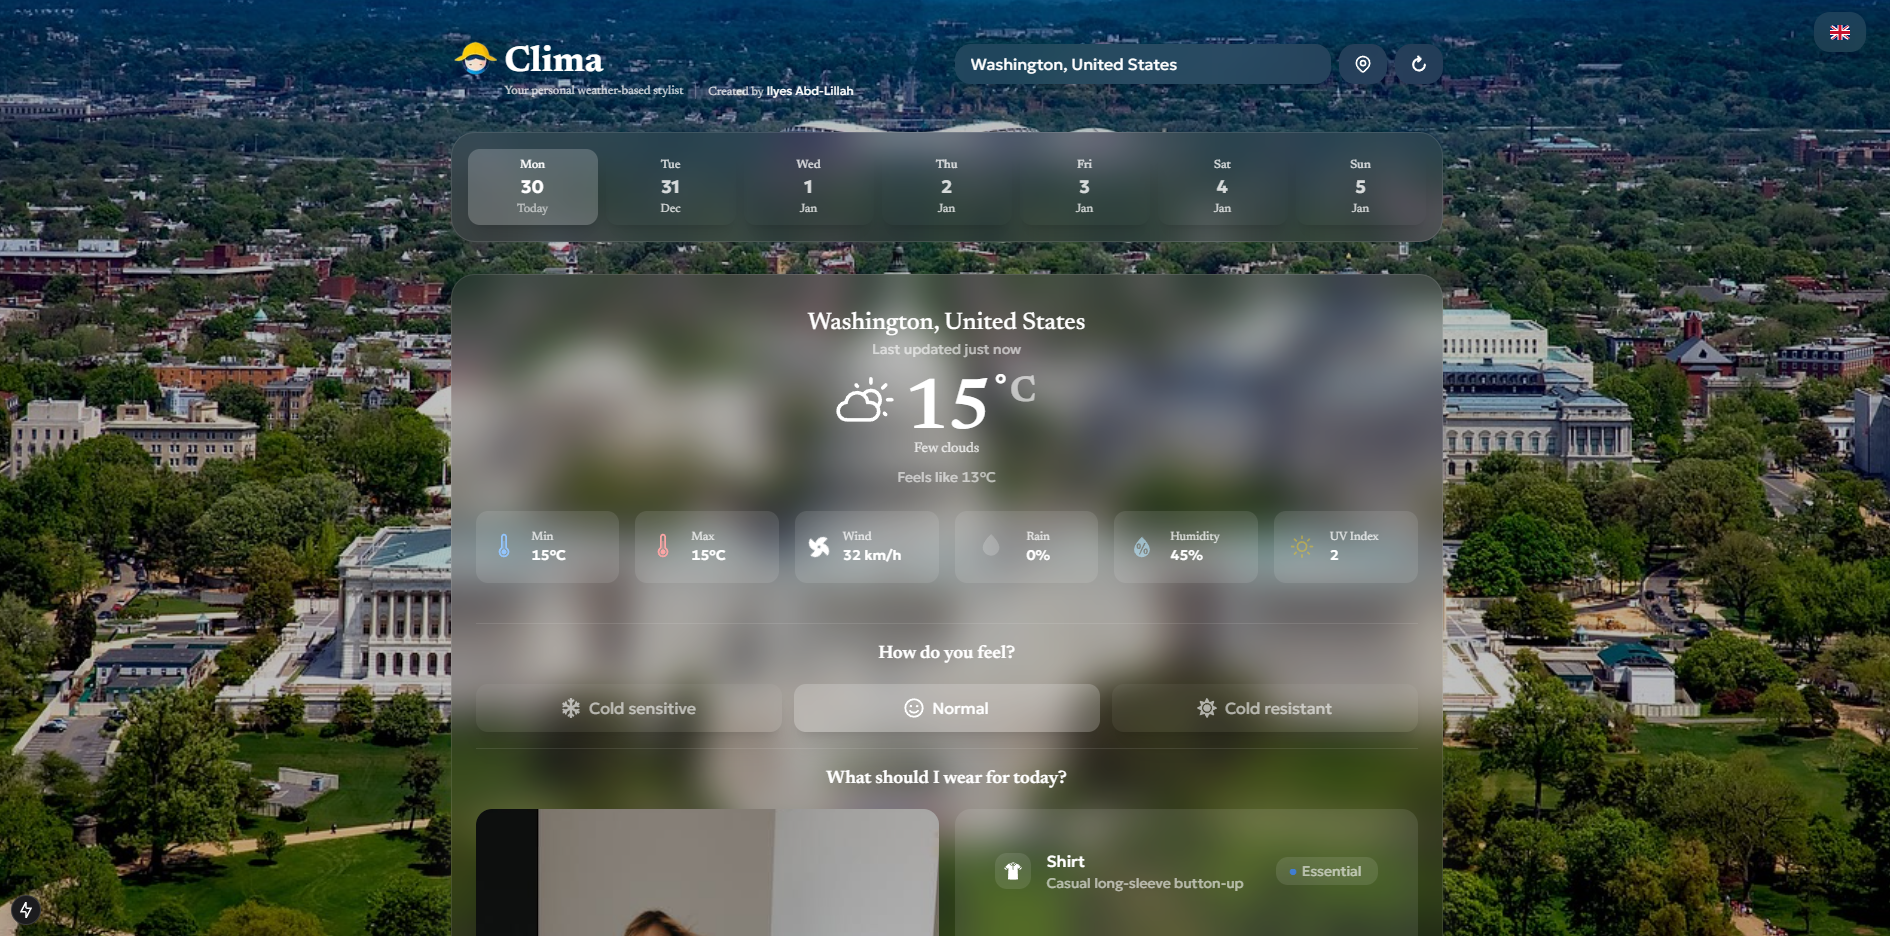 Clima
Your personal weather-based stylist | Created by Ilyes Abd-Lillah
Washington, United States
Mon
30
Today
Tue
31
Dec
Wed
1
Jan
Thu
2
Jan
Fri
3
Jan
Sat
4
Jan
Sun
5
Jan
Washington, United States
Last updated just now
15°C
Few clouds
Feels like 13°C
Min
15°C
Max
15°C
Wind
32 km/h
Rain
0%
Humidity
45%
UV Index
2
How do you feel?
Cold sensitive
Normal
Cold resistant
What should I wear for today?
Shirt
Casual long-sleeve button-up
Essential